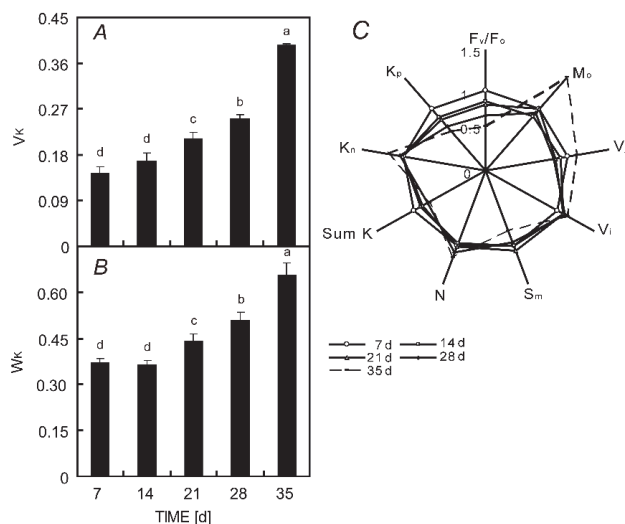 A
0.45
0.36
0.27
0.18
0.09
0
VK
d
d
c
b
a
B
0.60
0.45
0.30
0.15
0.00
WK
d
d
c
b
a
7 14 21 28 35
TIME [d]
C
Fv/Fo
1.5
1
0.5
0
Mo
Vi
Sm
N
Sum K
Kn
Kp
7 d 14 d
21 d 28 d
35 d